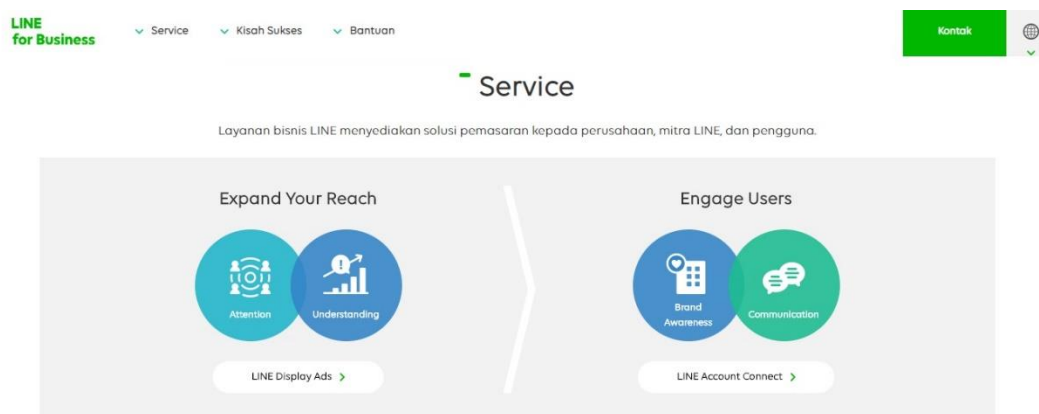 LINE
for Business
Service
Kisah Sukses
Bantuan
Kontak
Service
Layanan bisnis LINE menyediakan solusi pemasaran kepada perusahaan, mitra LINE, dan pengguna.
Expand Your Reach
Attention
Understanding
LINE Display Ads
Engage Users
Brand
Awareness
Communication
LINE Account Connect